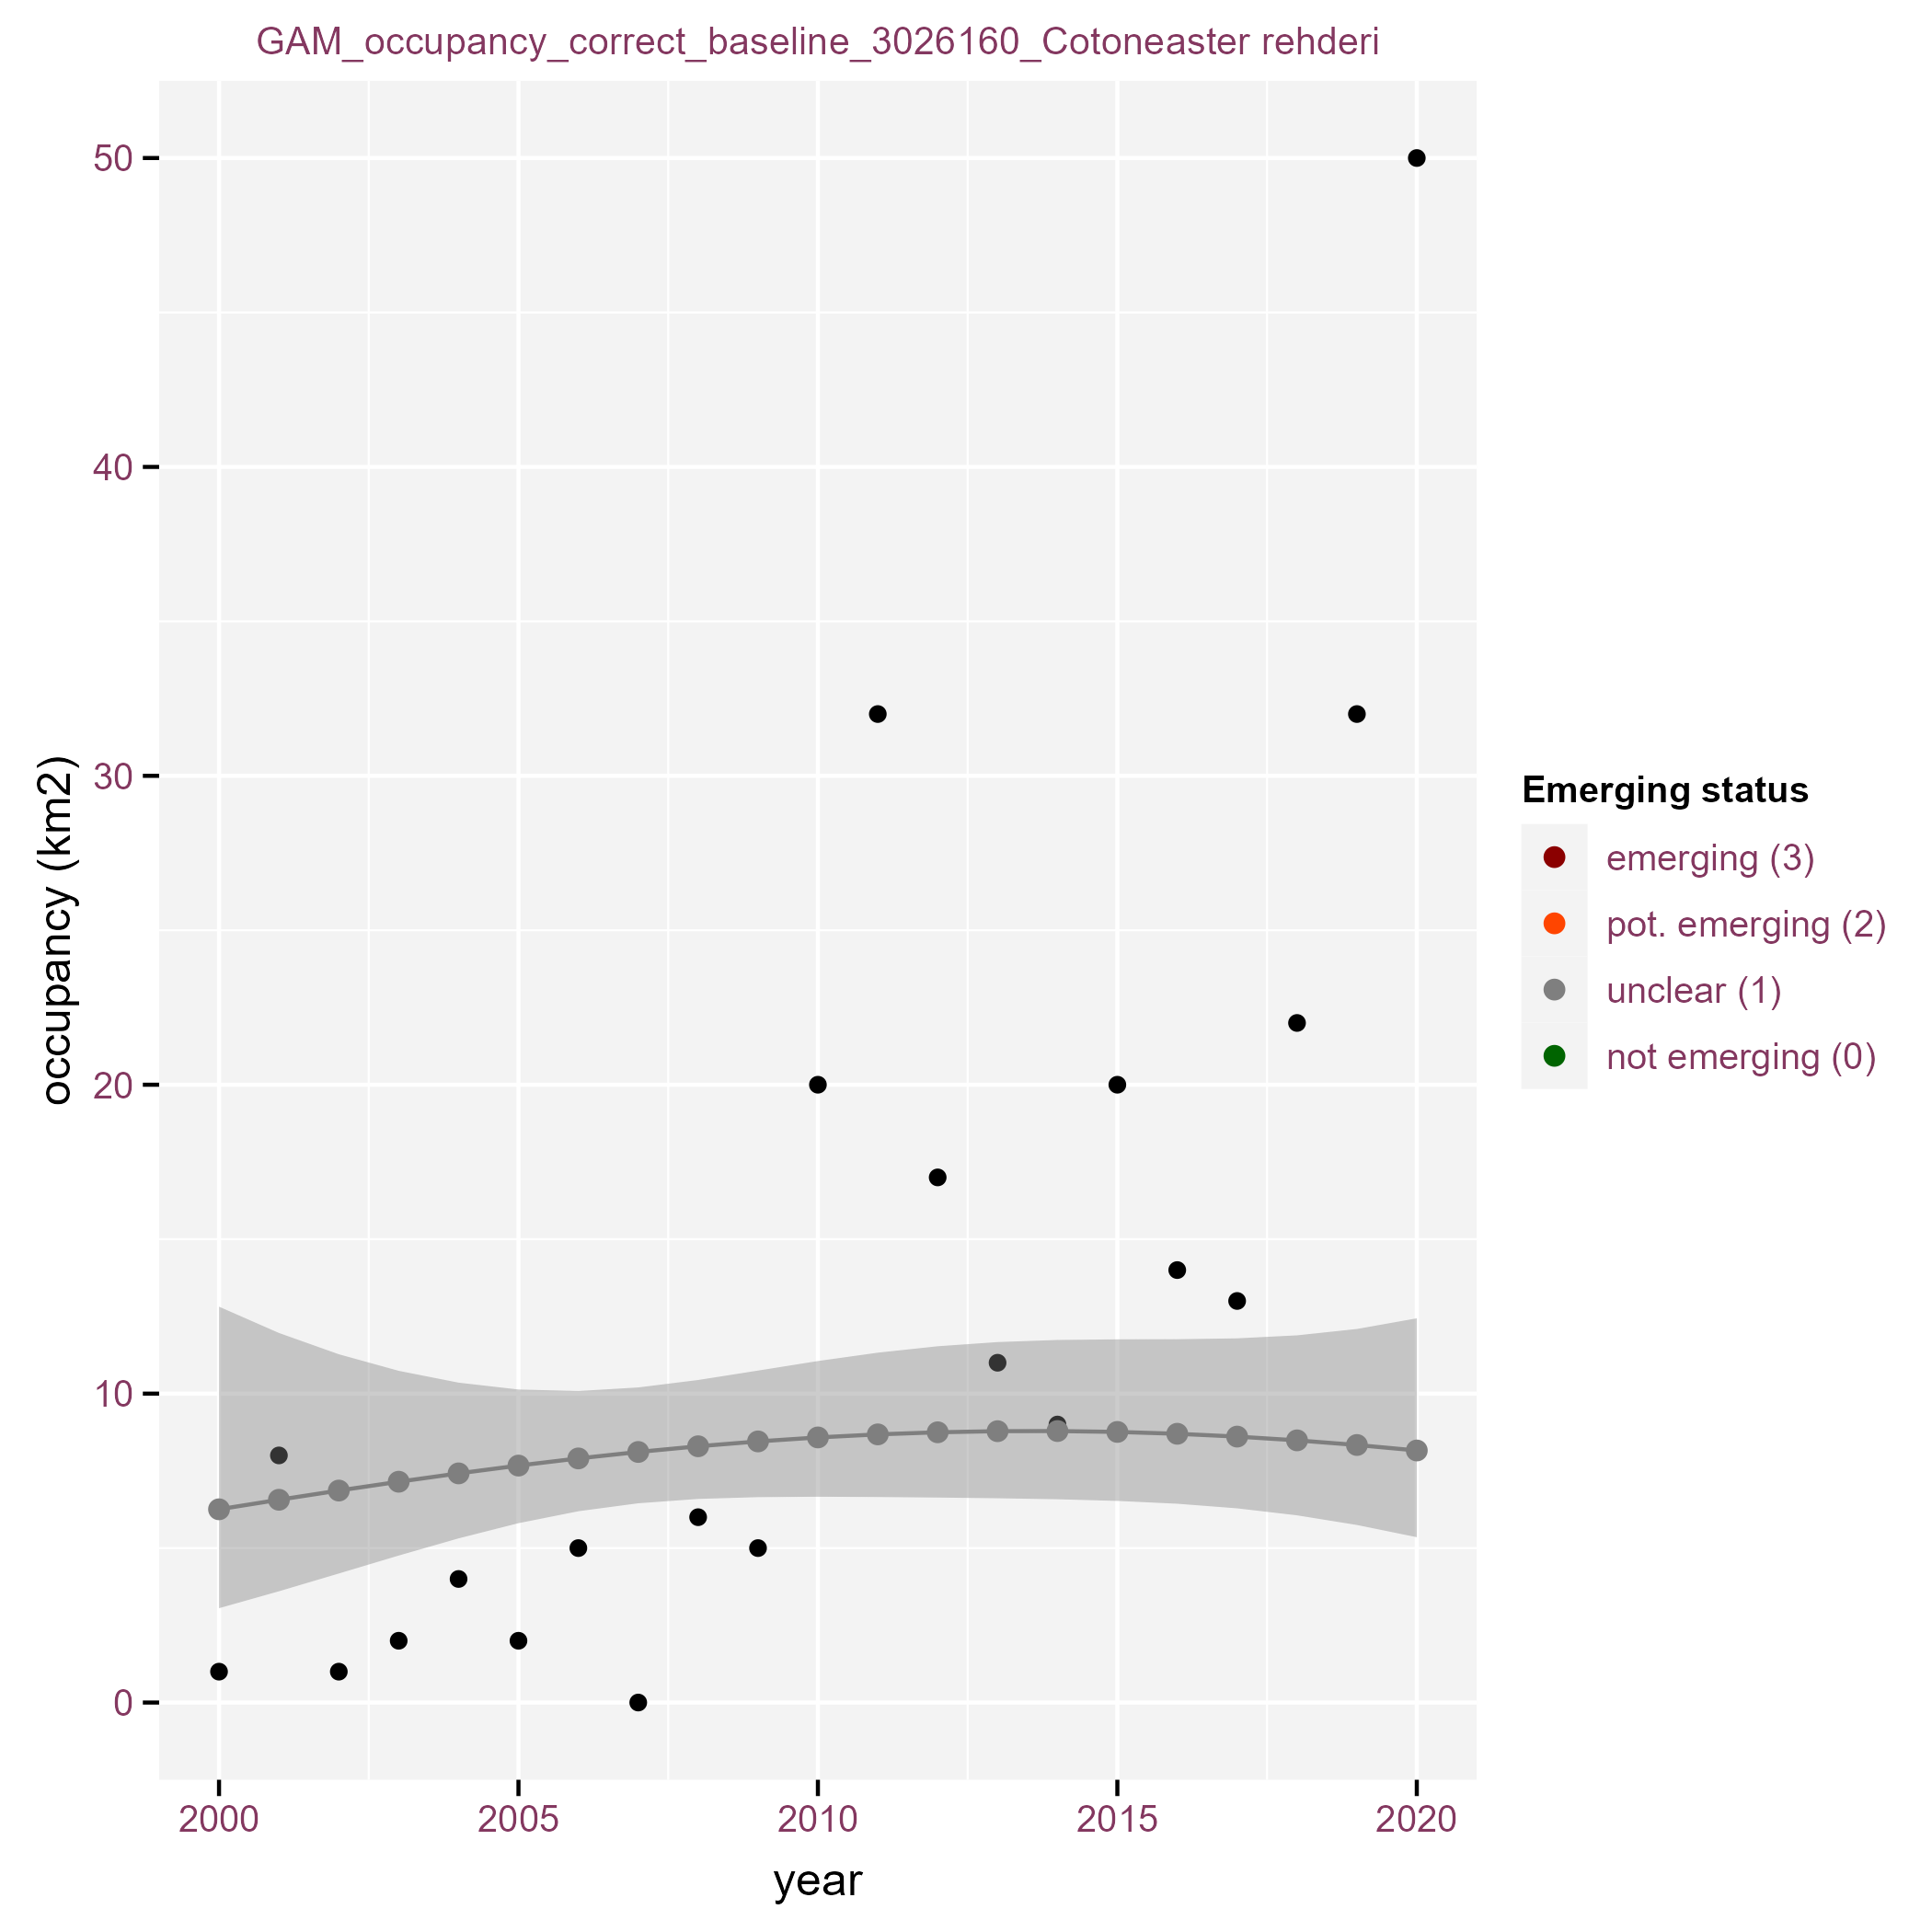 GAM_occupancy_correct_baseline_3026160_Cotoneaster rehderi
50
40
30
20
10
0
occupancy (km2)
2000 2005 2010 2015 2020
year
Emerging status
emerging (3)
pot. emerging (2)
unclear (1)
not emerging (0)